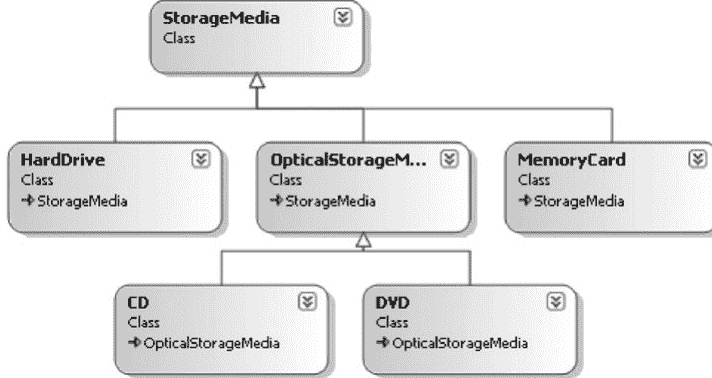 StorageMedia
Class
HardDrive
Class
StorageMedia
OpticalStorageM...
Class
StorageMedia
MemoryCard
Class
StorageMedia
CD
Class
OpticalStorageMedia
DVD
Class
OpticalStorageMedia